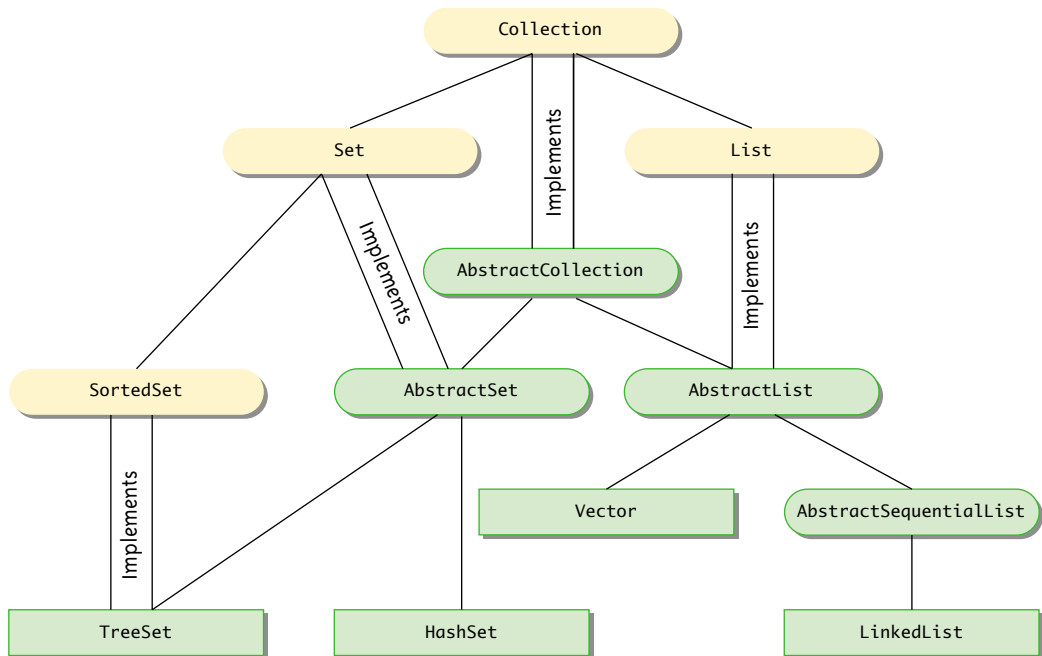 Collection
Set
Implements
List
Implements
AbstractCollection
Implements
SortedSet
AbstractSet
AbstractList
Implements
Vector
AbstractSequentialList
TreeSet
HashSet
LinkedList